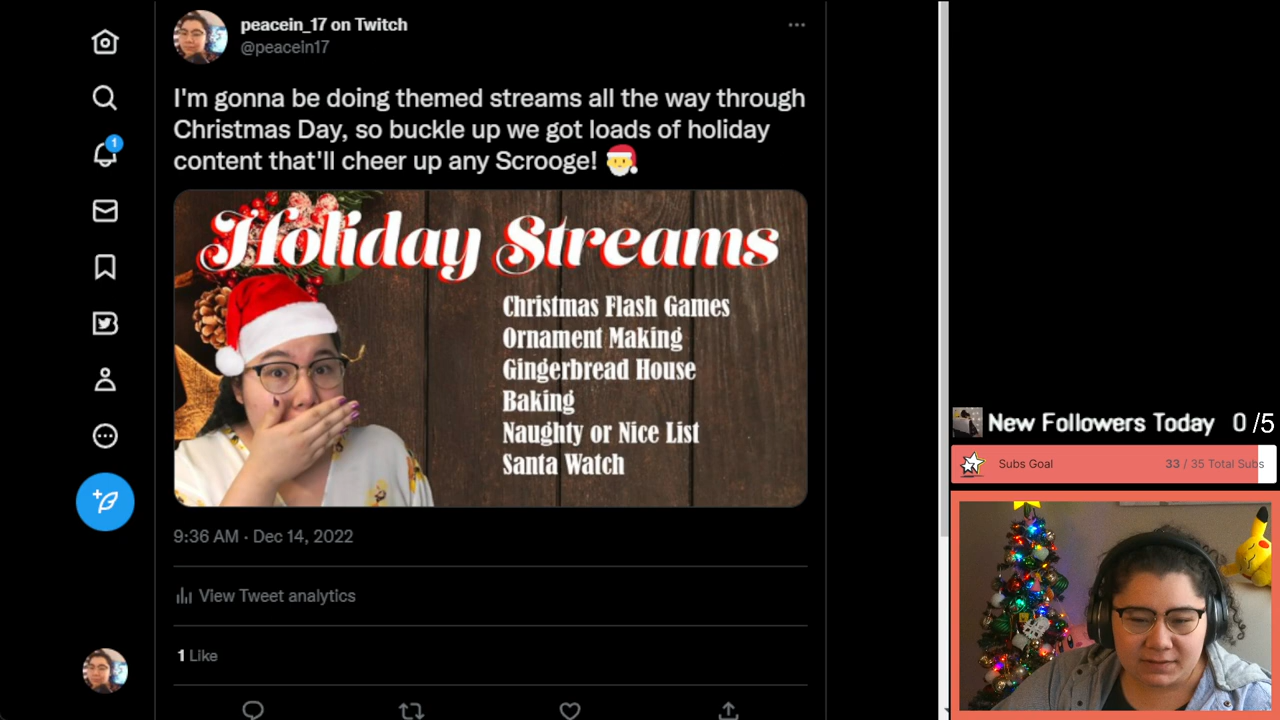 peacein_17 on Twitch
@peacein17
I'm gonna be doing themed streams all the way through
Christmas Day, so buckle up we got loads of holiday
content that'll cheer up any Scrooge! 🎅
Holiday Streams
Christmas Flash Games
Ornament Making
Gingerbread House
Baking
Naughty or Nice List
Santa Watch
9:36 AM · Dec 14, 2022
View Tweet analytics
1 Like
1
New Followers Today 0 /5
Subs Goal 33 / 35 Total Subs